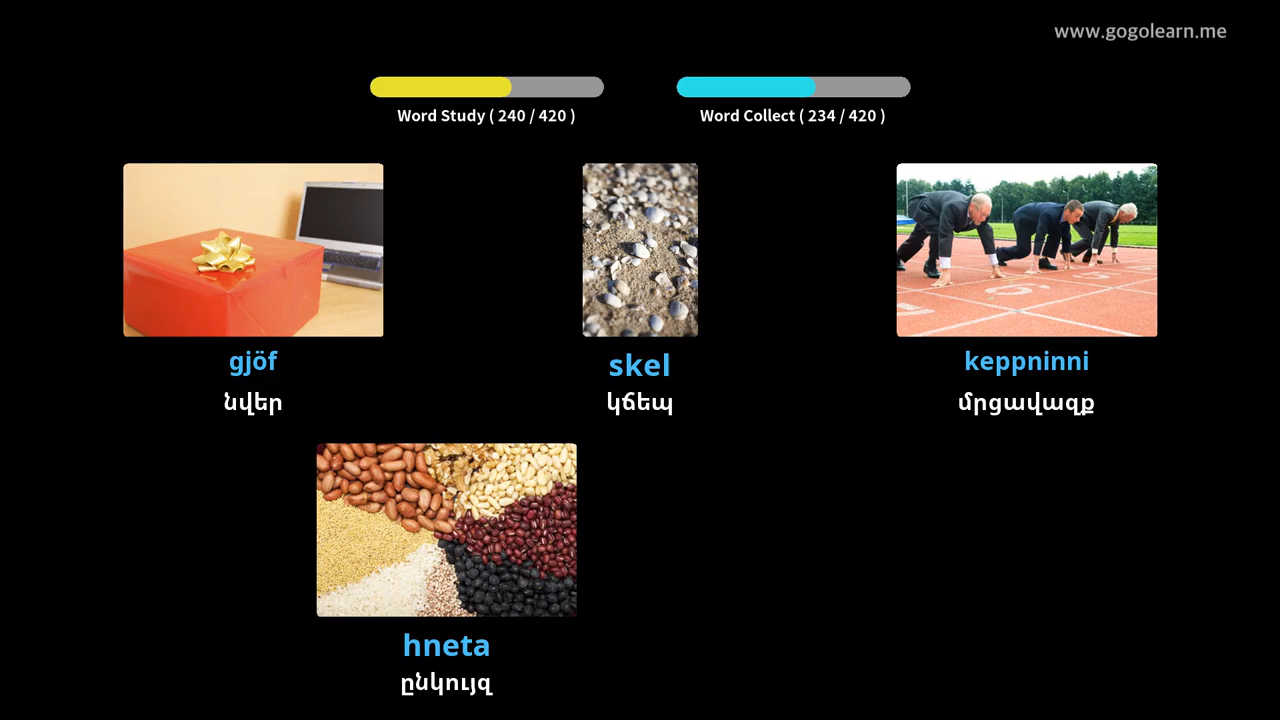 www.gogolearn.me
Word Study ( 240 / 420 )
Word Collect ( 234 / 420 )
gjöf
նվեր
skel
կճեպ
keppninni
մրցավազք
hneta
ընկույզ